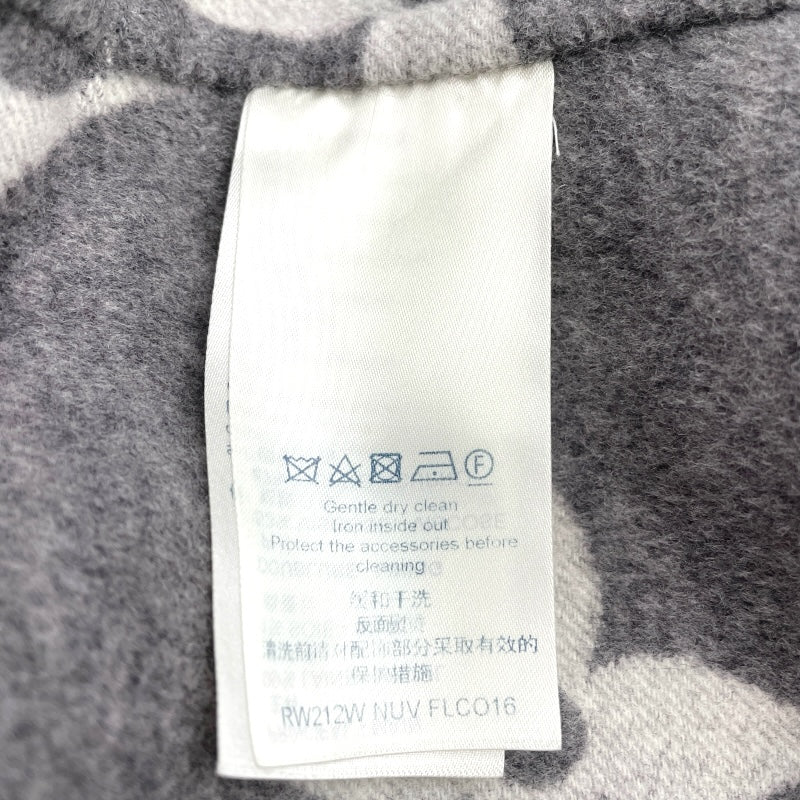 F
Gentle dry clean
Iron inside out
Protect the accessories before
cleaning
缓和干洗
反面熨烫
清洗前请对配饰部分采取有效的
保护措施
RW212W NUV FLCO16